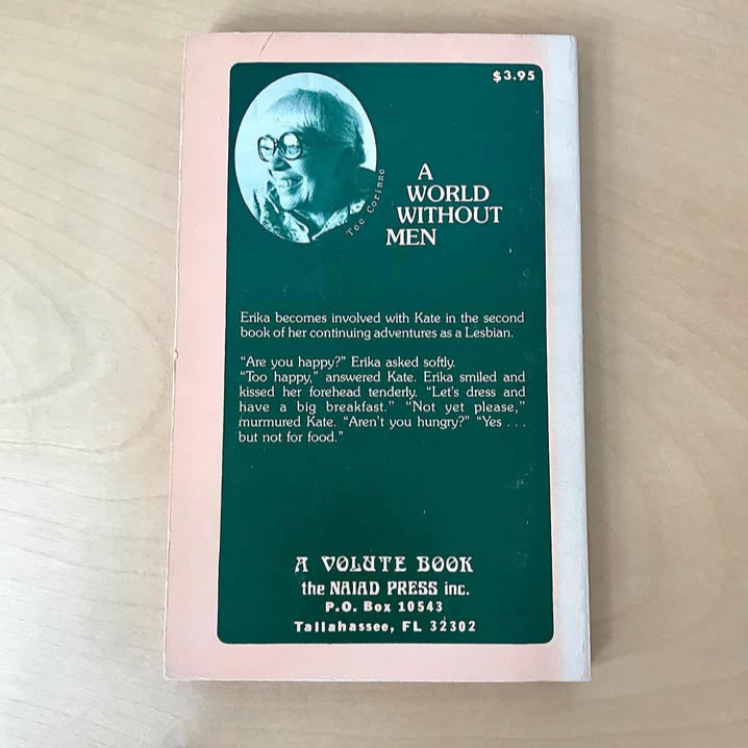 $3.95
Tee Corinne
A
WORLD
WITHOUT
MEN
Erika becomes involved with Kate in the second
book of her continuing adventures as a Lesbian.
“Are you happy?” Erika asked softly.
“Too happy,” answered Kate. Erika smiled and
kissed her forehead tenderly. “Let's dress and
have a big breakfast.” “Not yet please,”
murmured Kate. “Aren't you hungry?” “Yes . . .
but not for food.”
A VOLUTE BOOK
the NAIAD PRESS inc.
P.O. Box 10543
Tallahassee, FL 32302